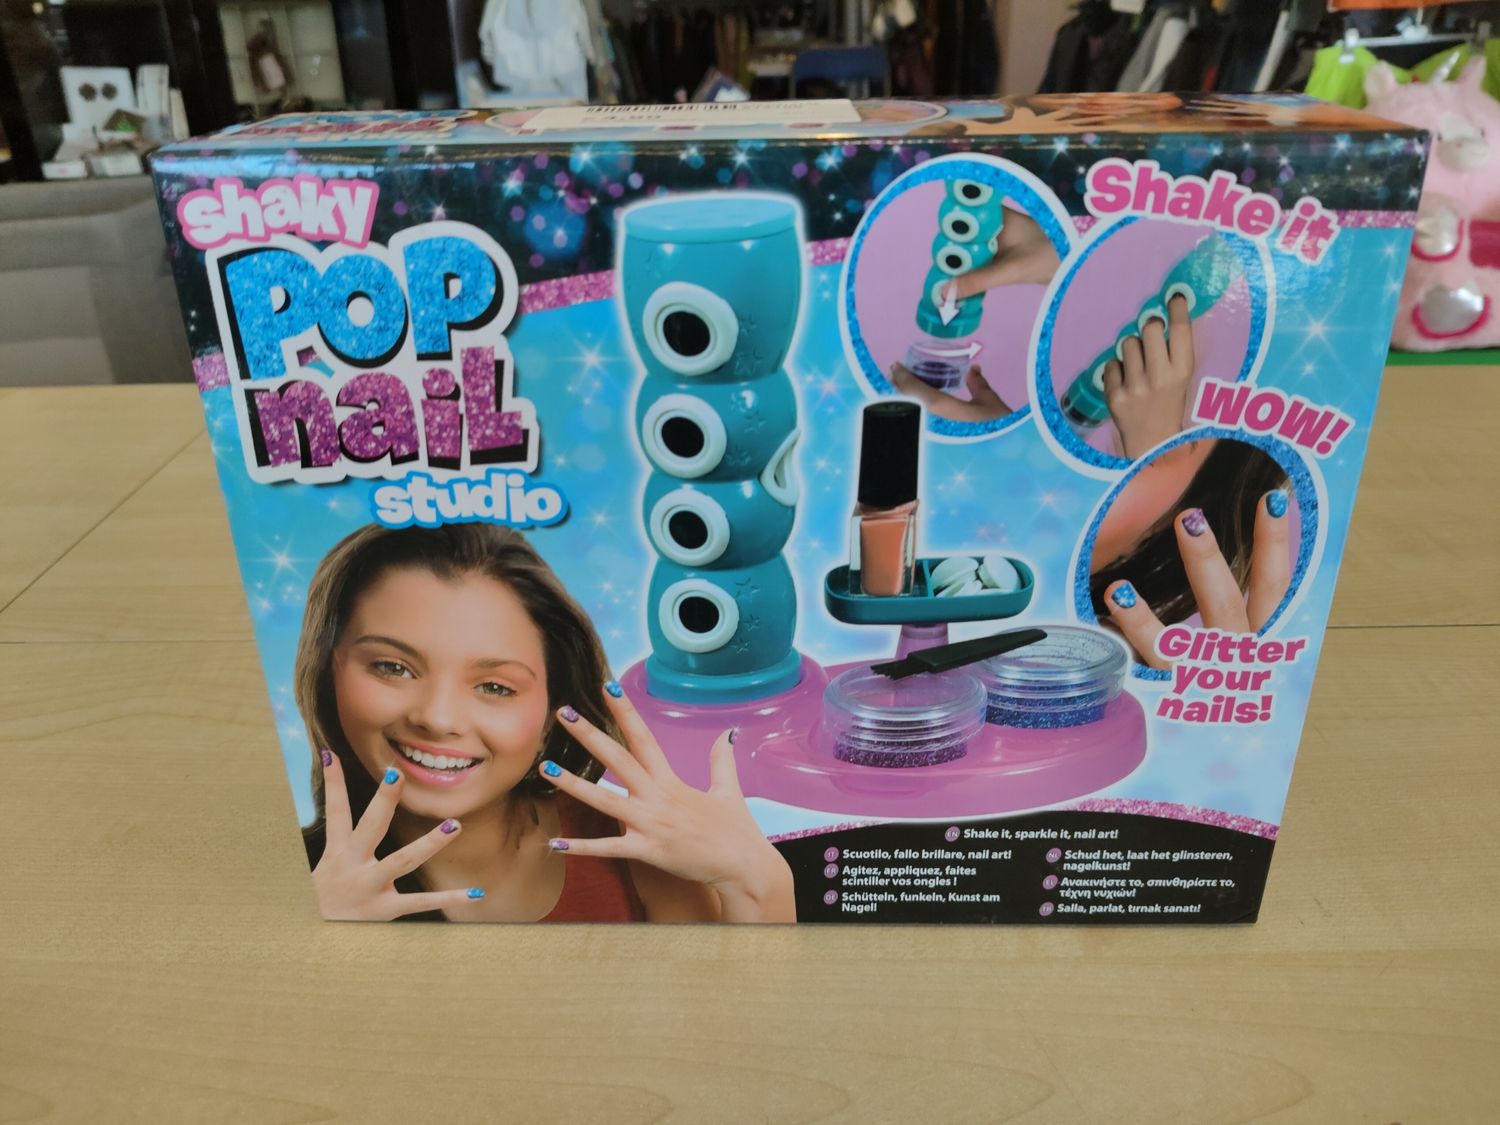 shaky
POP
nail
studio
Shake it
WOW!
Glitter
your
nails!
EN Shake it, sparkle it, nail art!
IT Scuotilo, fallo brillare, nail art!
FR Agitez, appliquez, faites
scintiller vos ongles !
DE Schütteln, funkeln, Kunst am
Nagel!
NL Schud het, laat het glinsteren,
nagelkunst!
EL Ανακινήστε το, σπινθηρίστε το,
τέχνη νυχιών!
TR Salla, parlat, tırnak sanatı!